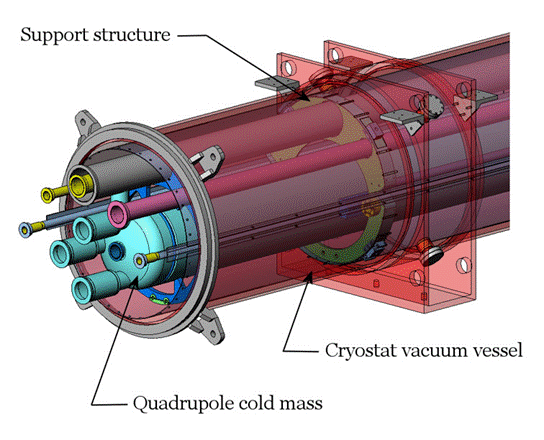 Support structure
Cryostat vacuum vessel
Quadrupole cold mass